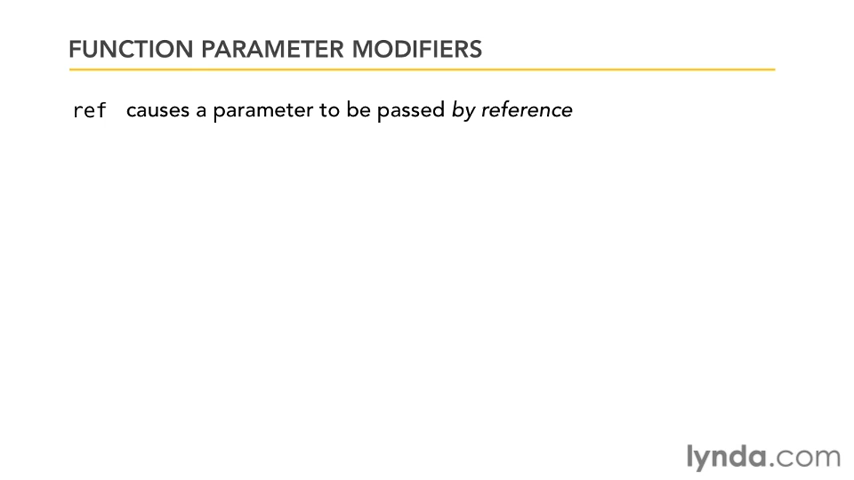 FUNCTION PARAMETER MODIFIERS
ref causes a parameter to be passed by reference
lynda.com